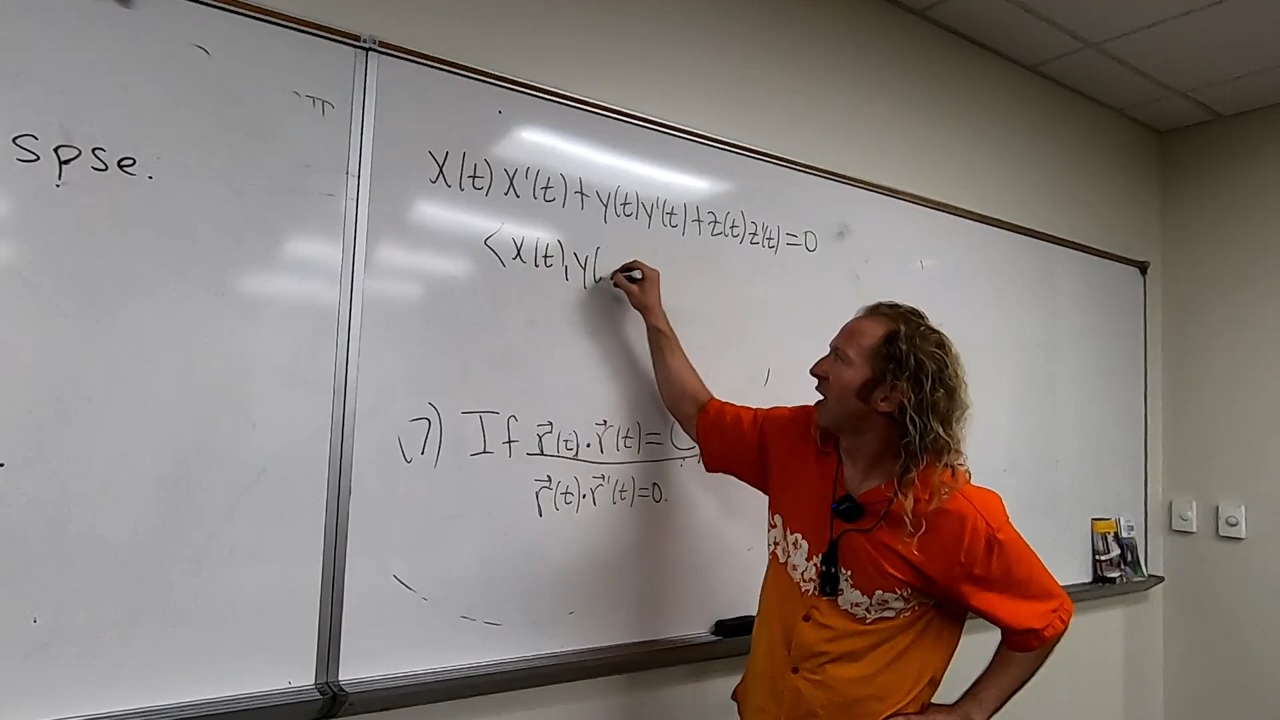 π
spse.
x(t) x'(t) + y(t) y'(t) + z(t) z'(t) = 0
⟨x(t), y(
7) If r⃗(t) · r⃗(t) = C
r⃗(t) · r⃗'(t) = 0.